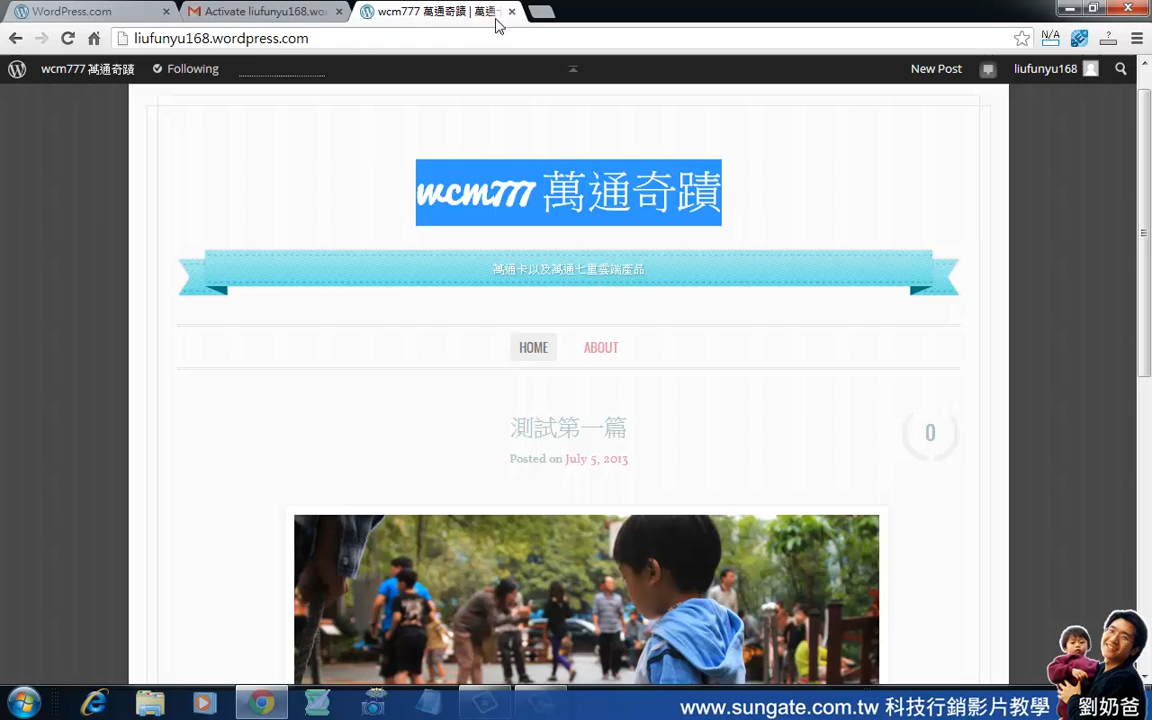 WordPress.com
Activate liufunyu168.wo
wcm777 萬通奇蹟 | 萬通
liufunyu168.wordpress.com
N/A
?
wcm777 萬通奇蹟
Following
New Post
liufunyu168
wcm777 萬通奇蹟
萬通卡以及萬通七重雲端產品
HOME
ABOUT
測試第一篇
0
Posted on July 5, 2013
www.sungate.com.tw 科技行銷影片教學
劉奶爸